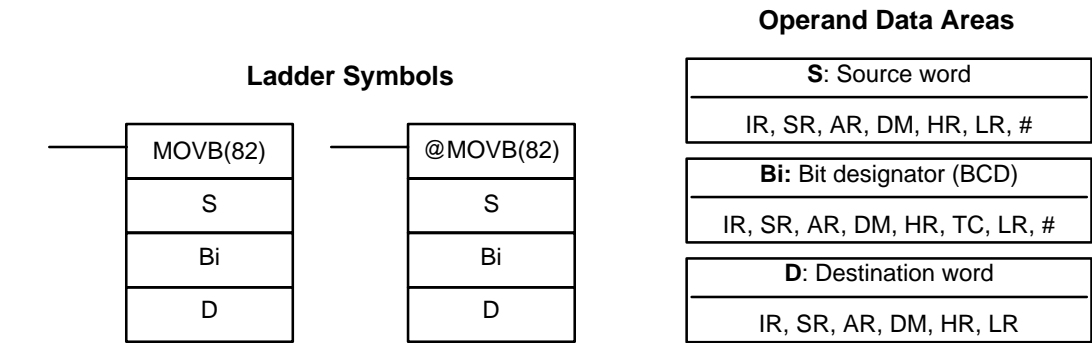 Ladder Symbols
MOVB(82)
S
Bi
D
@MOVB(82)
S
Bi
D
Operand Data Areas
S: Source word
IR, SR, AR, DM, HR, LR, #
Bi: Bit designator (BCD)
IR, SR, AR, DM, HR, TC, LR, #
D: Destination word
IR, SR, AR, DM, HR, LR